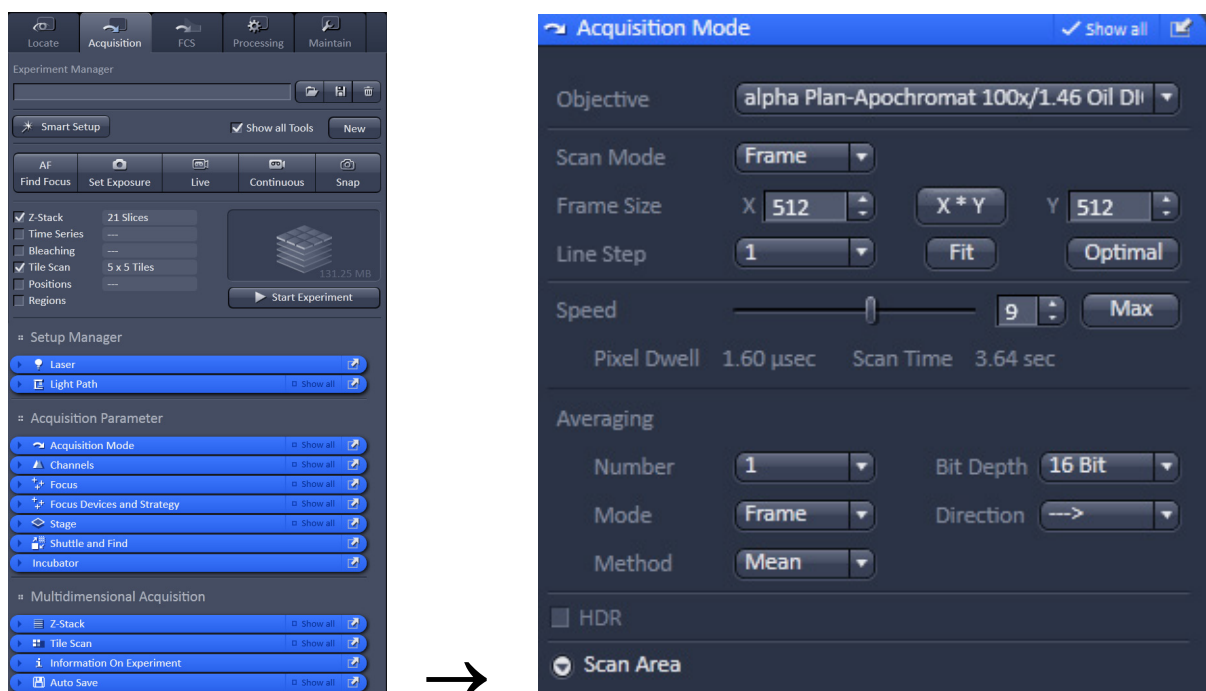 Locate Acquisition FCS Processing Maintain
Experiment Manager
Smart Setup Show all Tools New
AF
Find Focus Set Exposure Live Continuous Snap
Z-Stack 21 Slices
Time Series ---
Bleaching ---
Tile Scan 5 x 5 Tiles
Positions ---
Regions
131.25 MB
Start Experiment
Setup Manager
Laser
Light Path Show all
Acquisition Parameter
Acquisition Mode Show all
Channels Show all
Focus Show all
Focus Devices and Strategy Show all
Stage Show all
Shuttle and Find
Incubator
Multidimensional Acquisition
Z-Stack Show all
Tile Scan Show all
Information On Experiment
Auto Save Show all
→
Acquisition Mode Show all
Objective alpha Plan-Apochromat 100x/1.46 Oil DI
Scan Mode Frame
Frame Size X 512 X * Y Y 512
Line Step 1 Fit Optimal
Speed 9 Max
Pixel Dwell 1.60 µsec Scan Time 3.64 sec
Averaging
Number 1 Bit Depth 16 Bit
Mode Frame Direction --->
Method Mean
HDR
Scan Area